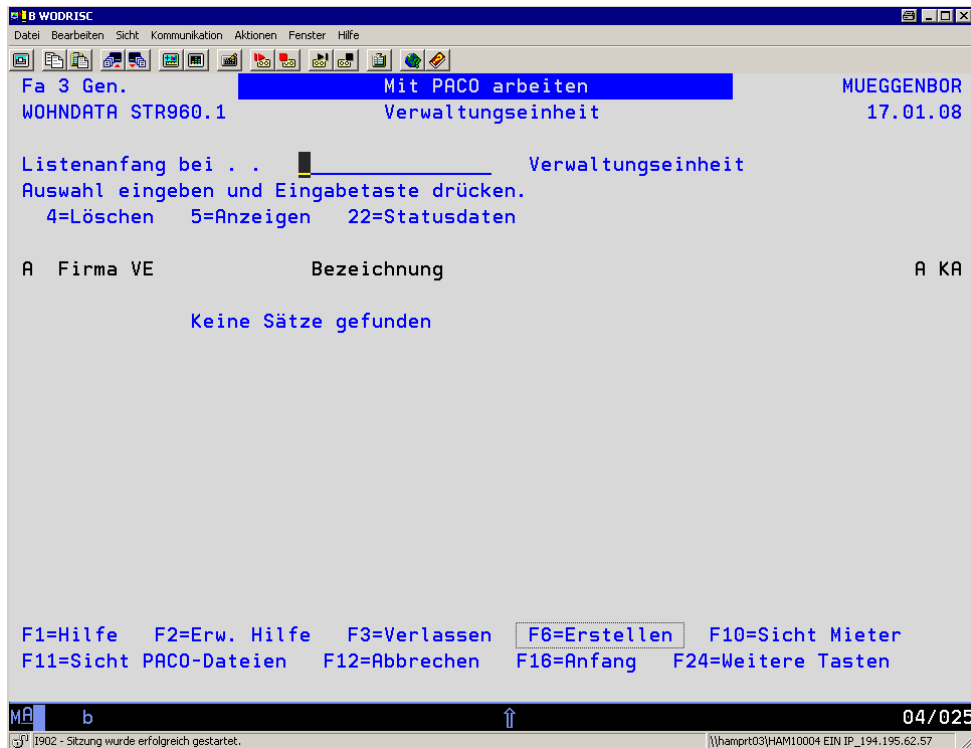 B WODRISC
Datei Bearbeiten Sicht Kommunikation Aktionen Fenster Hilfe
Fa 3 Gen. Mit PACO arbeiten MUEGGENBOR
WOHNDATA STR960.1 Verwaltungseinheit 17.01.08
Listenanfang bei . . Verwaltungseinheit
Auswahl eingeben und Eingabetaste drücken.
4=Löschen 5=Anzeigen 22=Statusdaten
A Firma VE Bezeichnung A KA
Keine Sätze gefunden
F1=Hilfe F2=Erw. Hilfe F3=Verlassen F6=Erstellen F10=Sicht Mieter
F11=Sicht PACO-Dateien F12=Abbrechen F16=Anfang F24=Weitere Tasten
MA b 04/025
I902 - Sitzung wurde erfolgreich gestartet. \\hamprt03\HAM10004 EIN IP_194.195.62.57